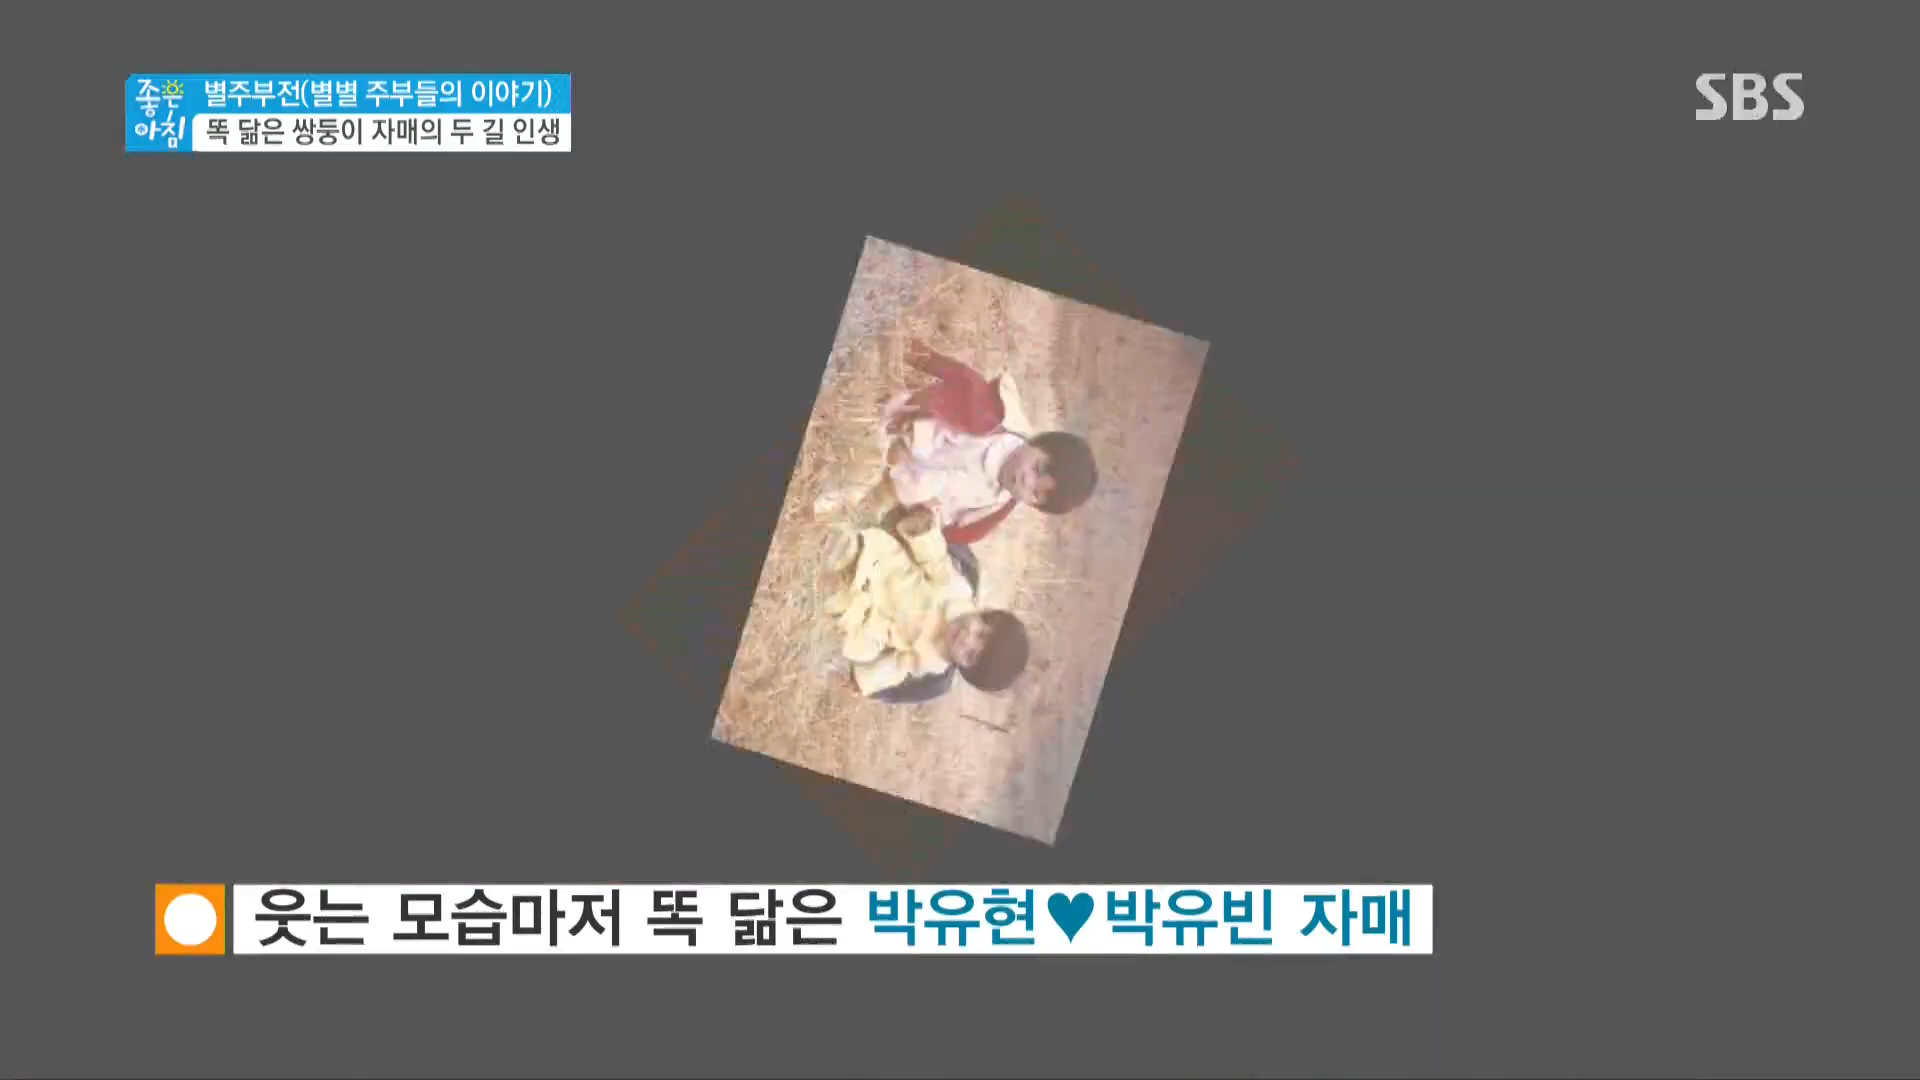 좋은
아침
별주부전(별별 주부들의 이야기)
똑 닮은 쌍둥이 자매의 두 길 인생
SBS
웃는 모습마저 똑 닮은 박유현♥박유빈 자매